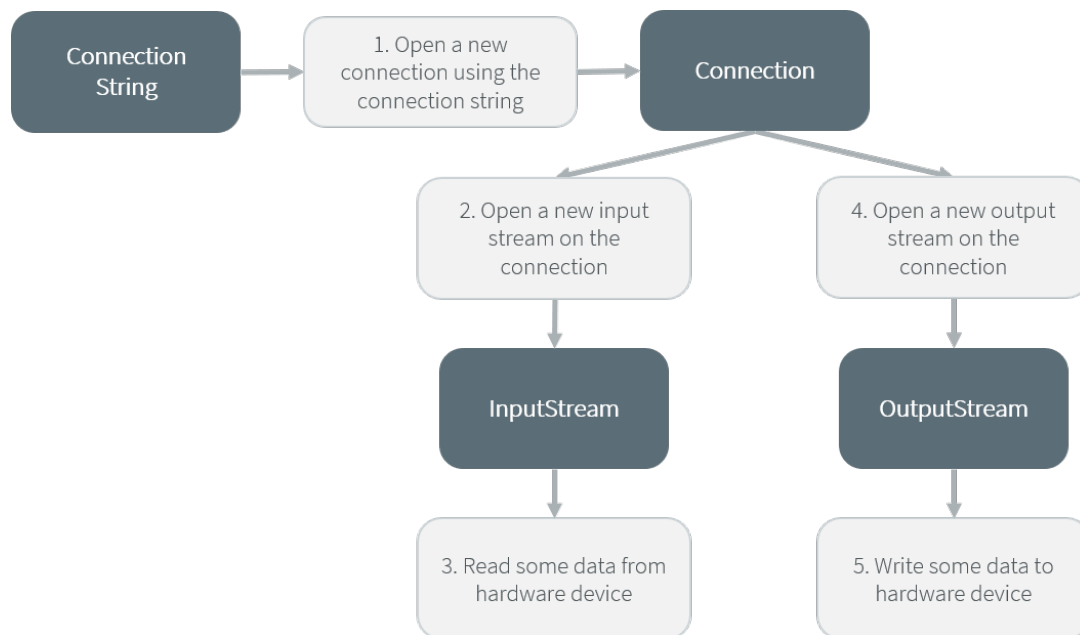 Connection
String
1. Open a new
connection using the
connection string
Connection
2. Open a new input
stream on the
connection
4. Open a new output
stream on the
connection
InputStream
OutputStream
3. Read some data from
hardware device
5. Write some data to
hardware device